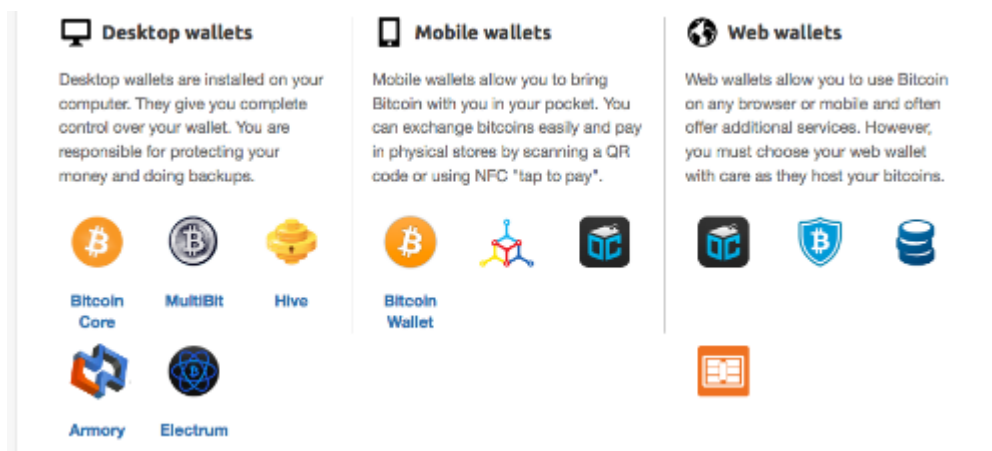 Desktop wallets
Desktop wallets are installed on your
computer. They give you complete
control over your wallet. You are
responsible for protecting your
money and doing backups.
Bitcoin
Core
MultiBit
Hive
Armory
Electrum
Mobile wallets
Mobile wallets allow you to bring
Bitcoin with you in your pocket. You
can exchange bitcoins easily and pay
in physical stores by scanning a QR
code or using NFC "tap to pay".
Bitcoin
Wallet
Web wallets
Web wallets allow you to use Bitcoin
on any browser or mobile and often
offer additional services. However,
you must choose your web wallet
with care as they host your bitcoins.